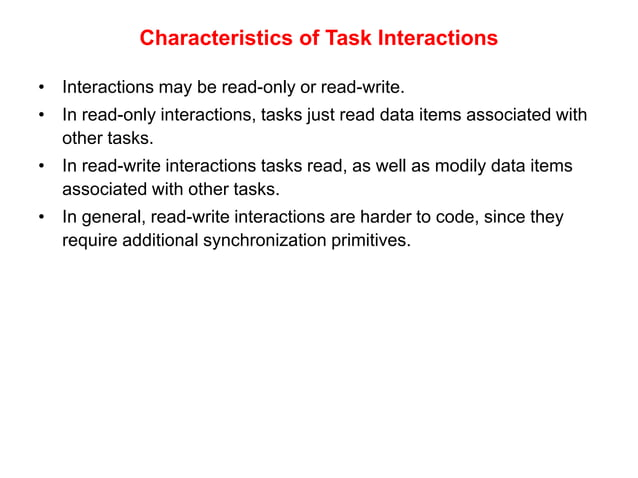 Characteristics of Task Interactions
• Interactions may be read-only or read-write.
• In read-only interactions, tasks just read data items associated with
other tasks.
• In read-write interactions tasks read, as well as modily data items
associated with other tasks.
• In general, read-write interactions are harder to code, since they
require additional synchronization primitives.